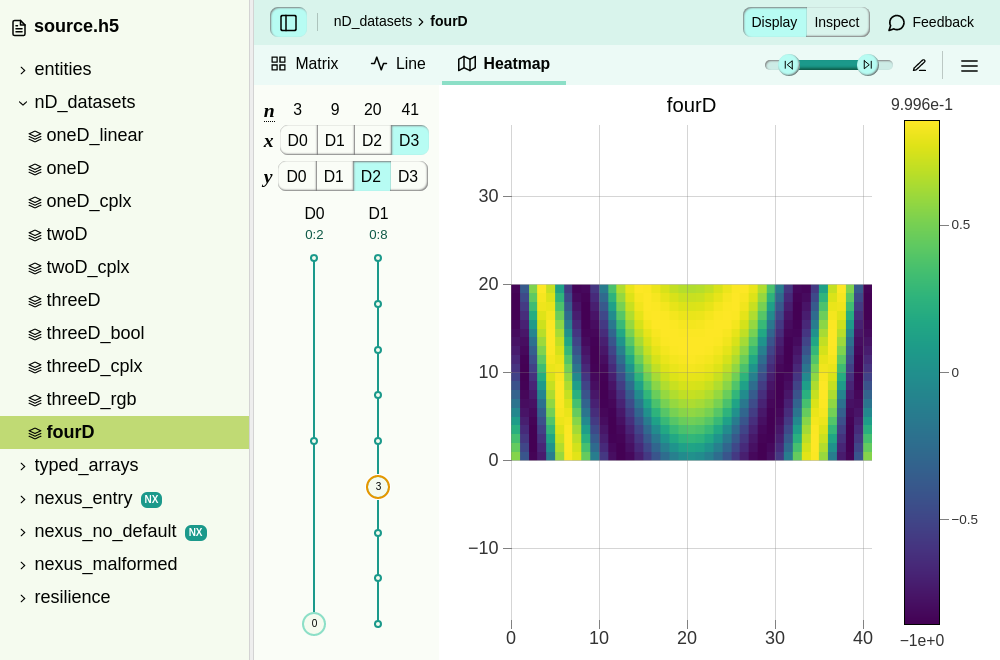 source.h5
entities
nD_datasets
oneD_linear
oneD
oneD_cplx
twoD
twoD_cplx
threeD
threeD_bool
threeD_cplx
threeD_rgb
fourD
typed_arrays
nexus_entry NX
nexus_no_default NX
nexus_malformed
resilience
nD_datasets fourD
Display Inspect Feedback
Matrix Line Heatmap
n 3 9 20 41
x D0 D1 D2 D3
y D0 D1 D2 D3
D0 D1
0:2 0:8
3
0
fourD
30
20
10
0
−10
0 10 20 30 40
9.996e-1
0.5
0
−0.5
−1e+0